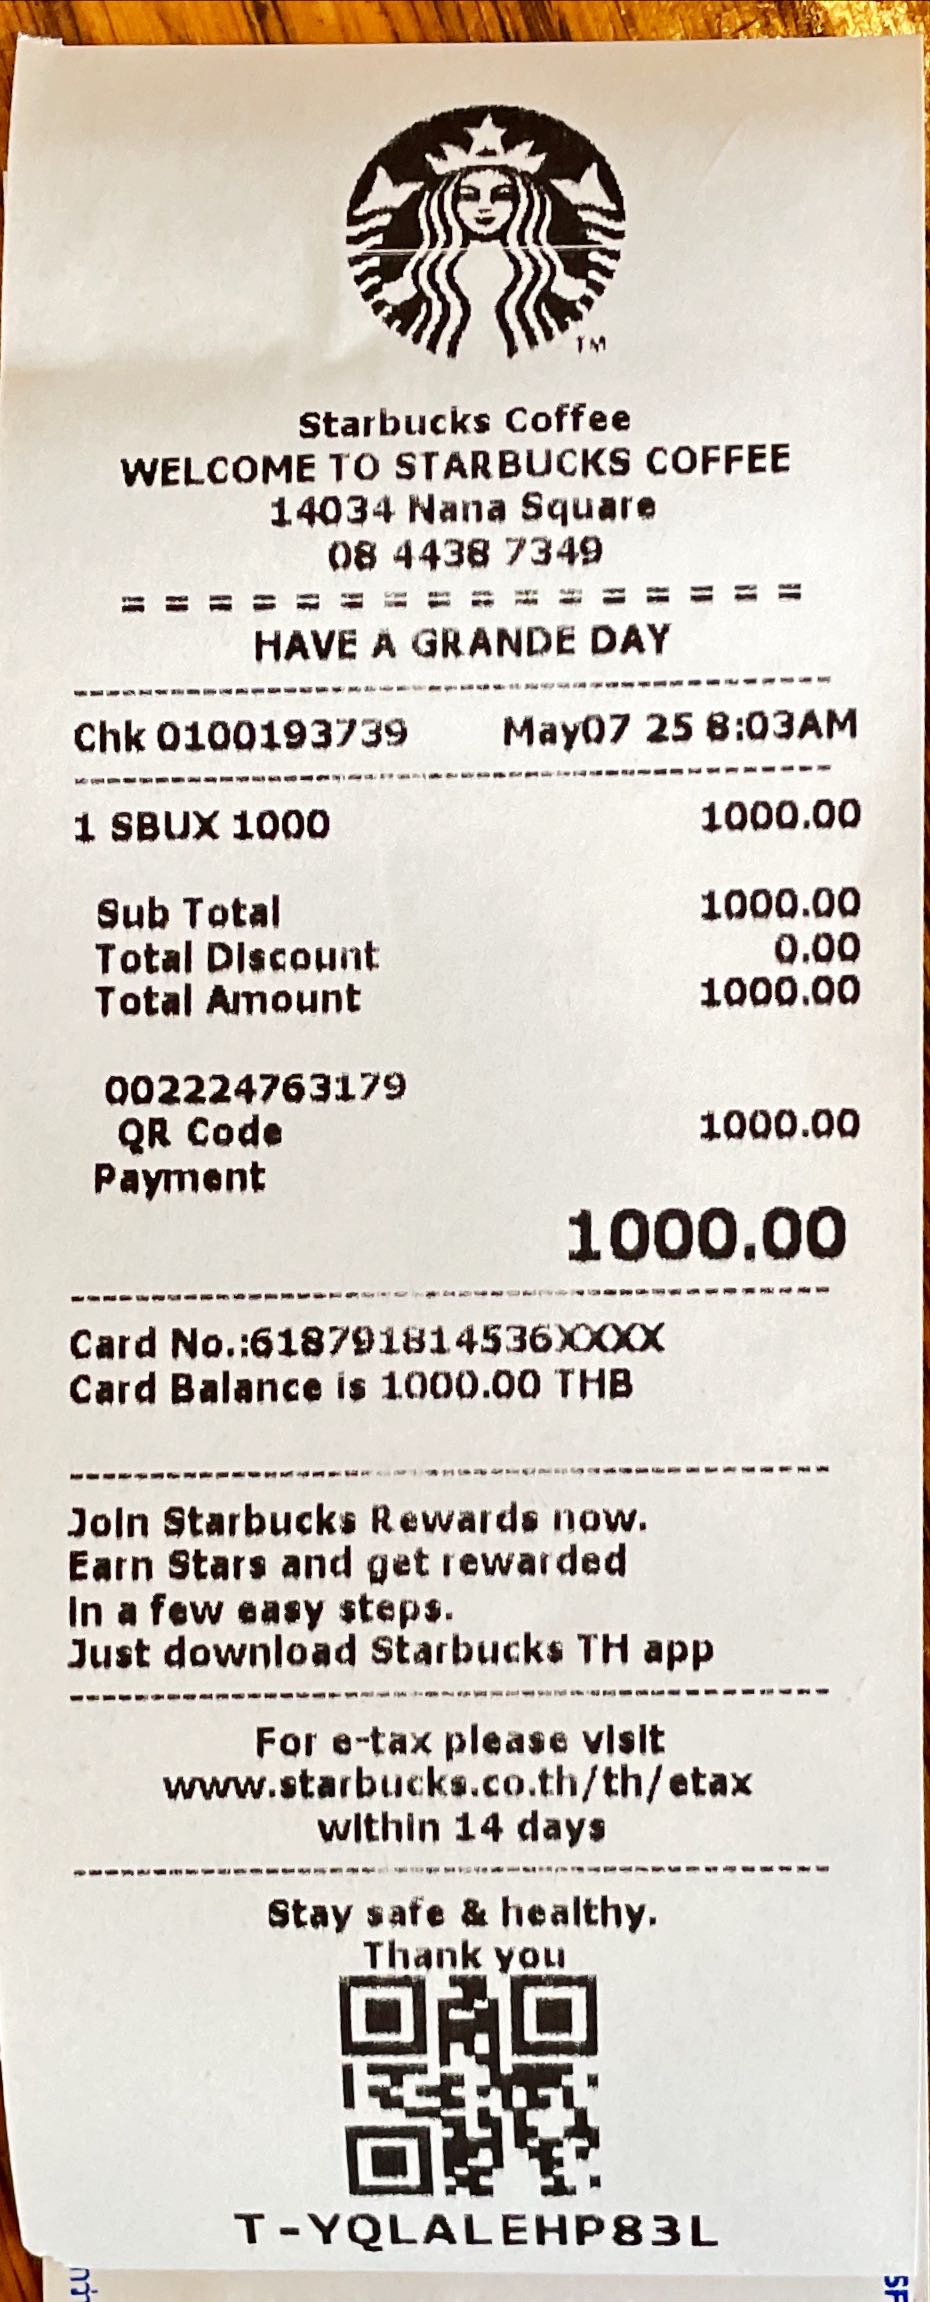 TM
Starbucks Coffee
WELCOME TO STARBUCKS COFFEE
14034 Nana Square
08 4438 7349
= = = = = = = = = = = = = = = =
HAVE A GRANDE DAY
Chk 0100193739 May07 25 8:03AM
1 SBUX 1000 1000.00
Sub Total 1000.00
Total Discount 0.00
Total Amount 1000.00
002224763179
QR Code 1000.00
Payment
1000.00
Card No.:618791814536XXXX
Card Balance is 1000.00 THB
Join Starbucks Rewards now.
Earn Stars and get rewarded
in a few easy steps.
Just download Starbucks TH app
For e-tax please visit
www.starbucks.co.th/th/etax
within 14 days
Stay safe & healthy.
Thank you
T-YQLALEHP83L